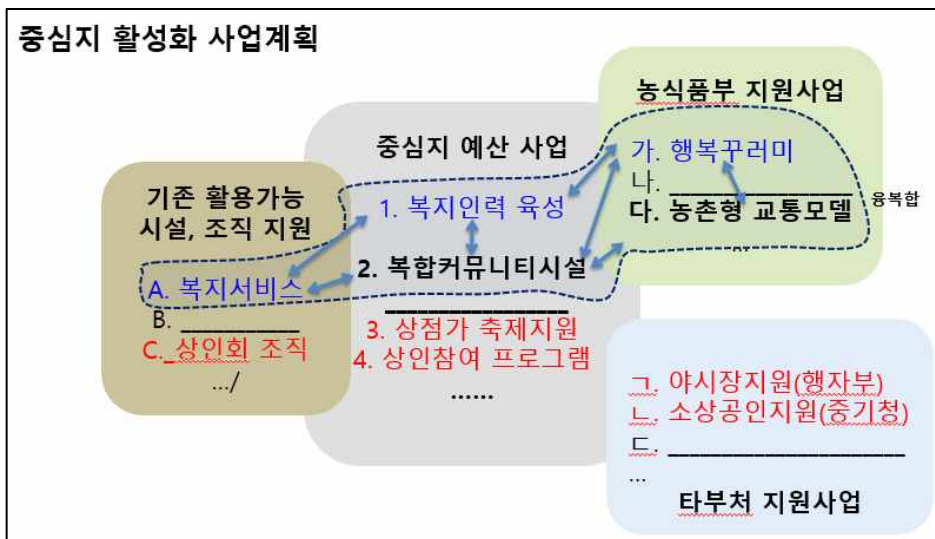 중심지 활성화 사업계획
농식품부 지원사업
가. 행복꾸러미
나. _________________
다. 농촌형 교통모델
...
융복합
중심지 예산 사업
1. 복지인력 육성
2. 복합커뮤니티시설
_________________
3. 상점가 축제지원
4. 상인참여 프로그램
......
기존 활용가능
시설, 조직 지원
A. 복지서비스
B. ___________
C. 상인회 조직
.../
ㄱ. 야시장지원(행자부)
ㄴ. 소상공인지원(중기청)
ㄷ. ______________________
...
타부처 지원사업